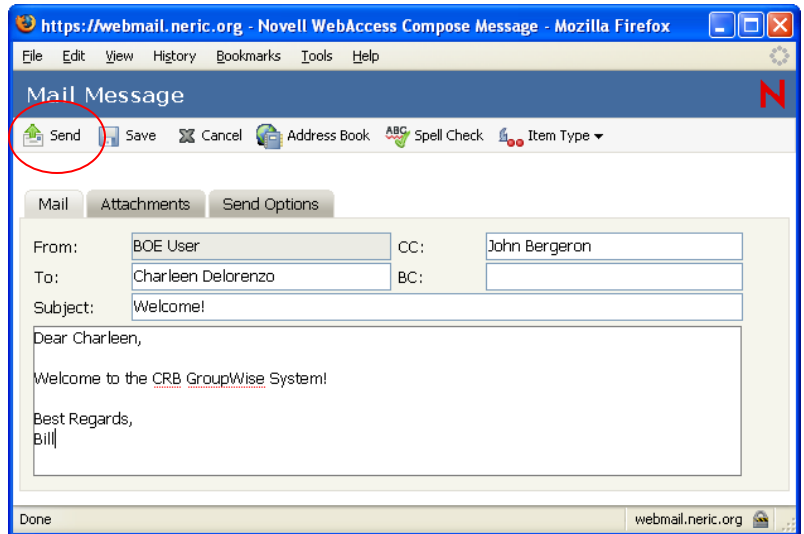 https://webmail.neric.org - Novell WebAccess Compose Message - Mozilla Firefox
File Edit View History Bookmarks Tools Help
Mail Message N
Send Save Cancel Address Book ABC Spell Check Item Type
Mail Attachments Send Options
From: BOE User CC: John Bergeron
To: Charleen Delorenzo BC:
Subject: Welcome!
Dear Charleen,
Welcome to the CRB GroupWise System!
Best Regards,
Bill
Done webmail.neric.org